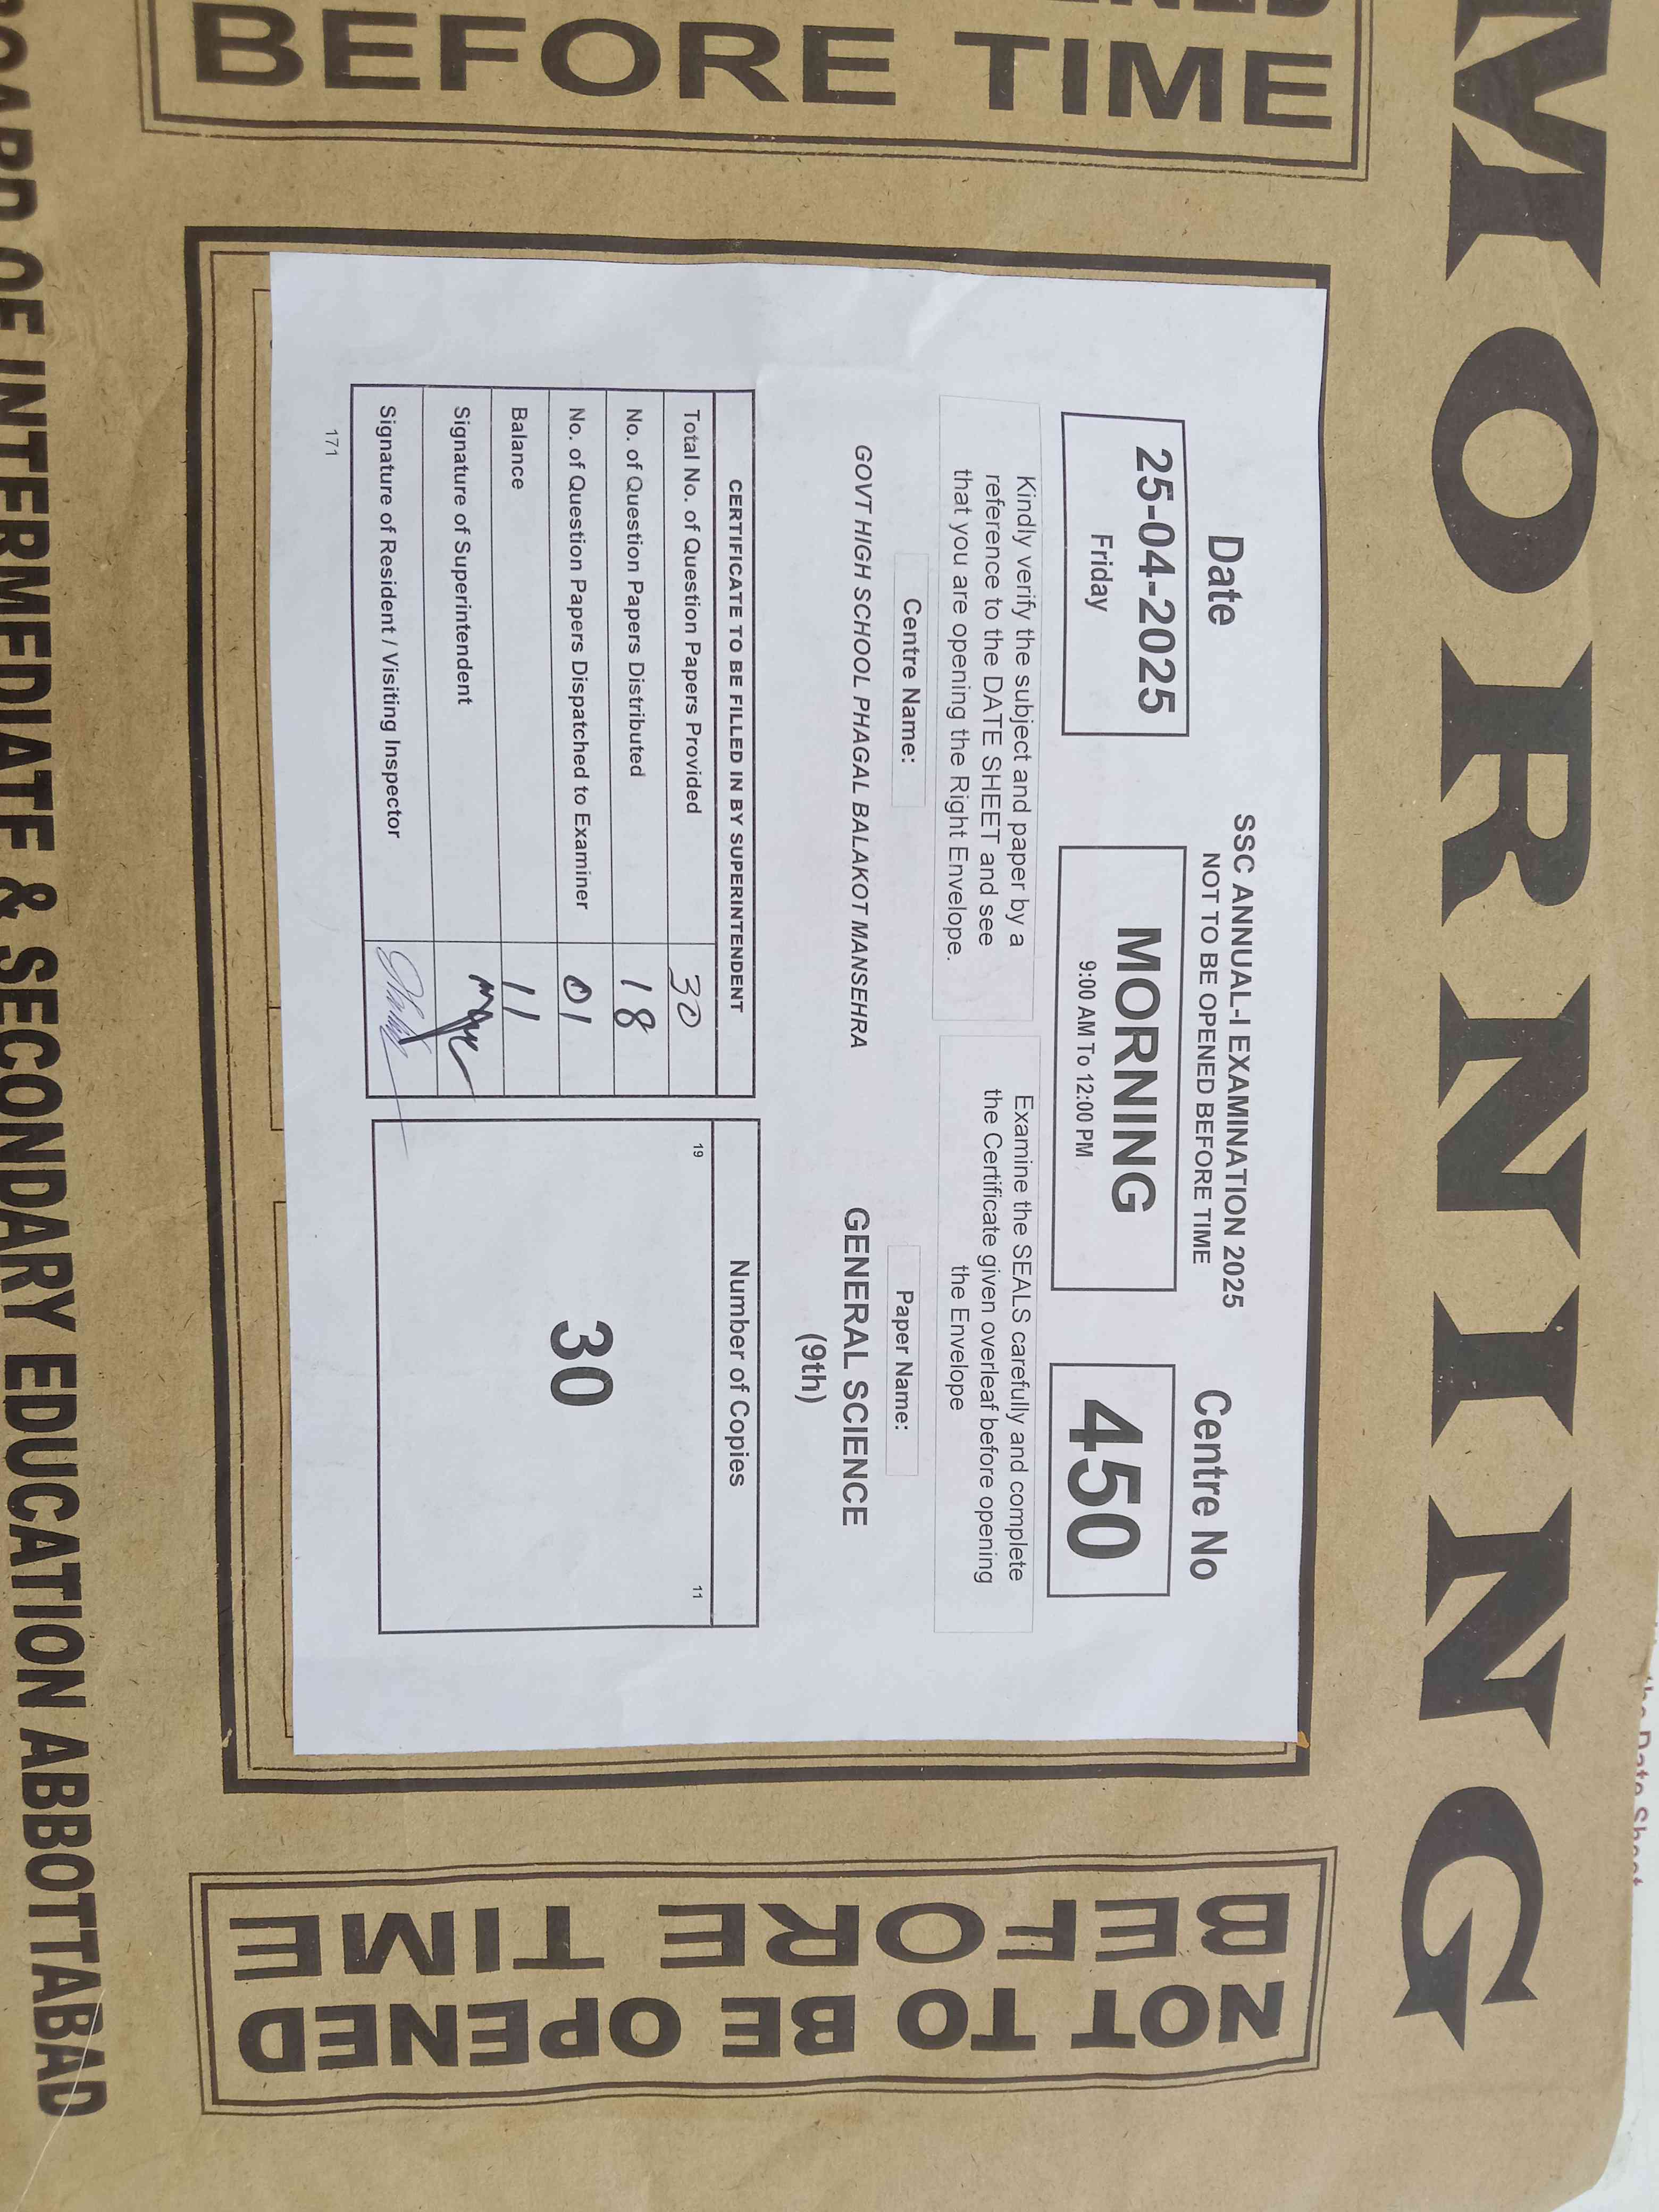 MORNING
BEFORE TIME
Date
25-04-2025
Friday
SSC ANNUAL-I EXAMINATION 2025
NOT TO BE OPENED BEFORE TIME
MORNING
9:00 AM To 12:00 PM
Centre No
450
Kindly verify the subject and paper by a
reference to the DATE SHEET and see
that you are opening the Right Envelope.
Examine the SEALS carefully and complete
the Certificate given overleaf before opening
the Envelope
Centre Name:
Paper Name:
GOVT HIGH SCHOOL PHAGAL BALAKOT MANSEHRA
GENERAL SCIENCE
(9th)
CERTIFICATE TO BE FILLED IN BY SUPERINTENDENT
Total No. of Question Papers Provided 30
No. of Question Papers Distributed 18
No. of Question Papers Dispatched to Examiner 01
Balance 11
Signature of Superintendent
Signature of Resident / Visiting Inspector
171
Number of Copies
19 11
30
NOT TO BE OPENED
BEFORE TIME
BOARD OF INTERMEDIATE & SECONDARY EDUCATION ABBOTTABAD
the Date Sheet